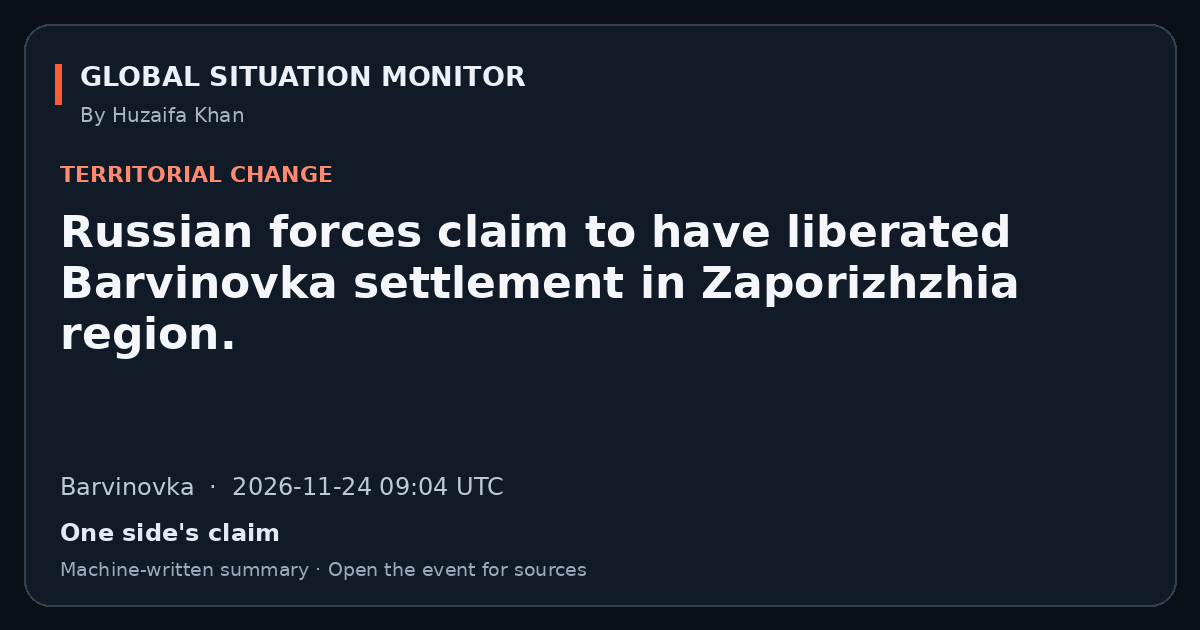 GLOBAL SITUATION MONITOR
By Huzaifa Khan
TERRITORIAL CHANGE
Russian forces claim to have liberated
Barvinovka settlement in Zaporizhzhia
region.
Barvinovka · 2026-11-24 09:04 UTC
One side's claim
Machine-written summary · Open the event for sources